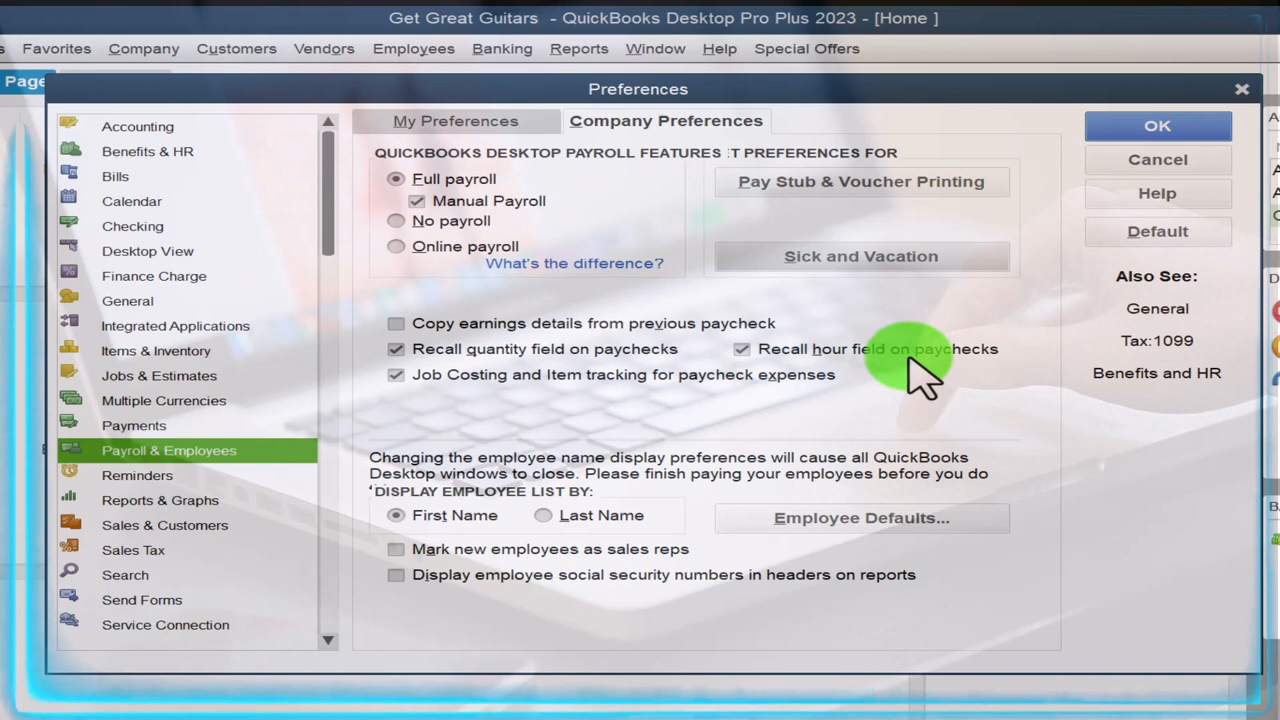 Get Great Guitars - QuickBooks Desktop Pro Plus 2023 - [Home ]
Favorites Company Customers Vendors Employees Banking Reports Window Help Special Offers
Page
Preferences
My Preferences Company Preferences
Accounting
Benefits & HR
Bills
Calendar
Checking
Desktop View
Finance Charge
General
Integrated Applications
Items & Inventory
Jobs & Estimates
Multiple Currencies
Payments
Payroll & Employees
Reminders
Reports & Graphs
Sales & Customers
Sales Tax
Search
Send Forms
Service Connection
QUICKBOOKS DESKTOP PAYROLL FEATURES
T PREFERENCES FOR
Full payroll
Manual Payroll
No payroll
Online payroll
What's the difference?
Pay Stub & Voucher Printing
Sick and Vacation
Copy earnings details from previous paycheck
Recall quantity field on paychecks
Recall hour field on paychecks
Job Costing and Item tracking for paycheck expenses
Changing the employee name display preferences will cause all QuickBooks
Desktop windows to close. Please finish paying your employees before you do
DISPLAY EMPLOYEE LIST BY:
First Name Last Name
Employee Defaults...
Mark new employees as sales reps
Display employee social security numbers in headers on reports
OK
Cancel
Help
Default
Also See:
General
Tax:1099
Benefits and HR